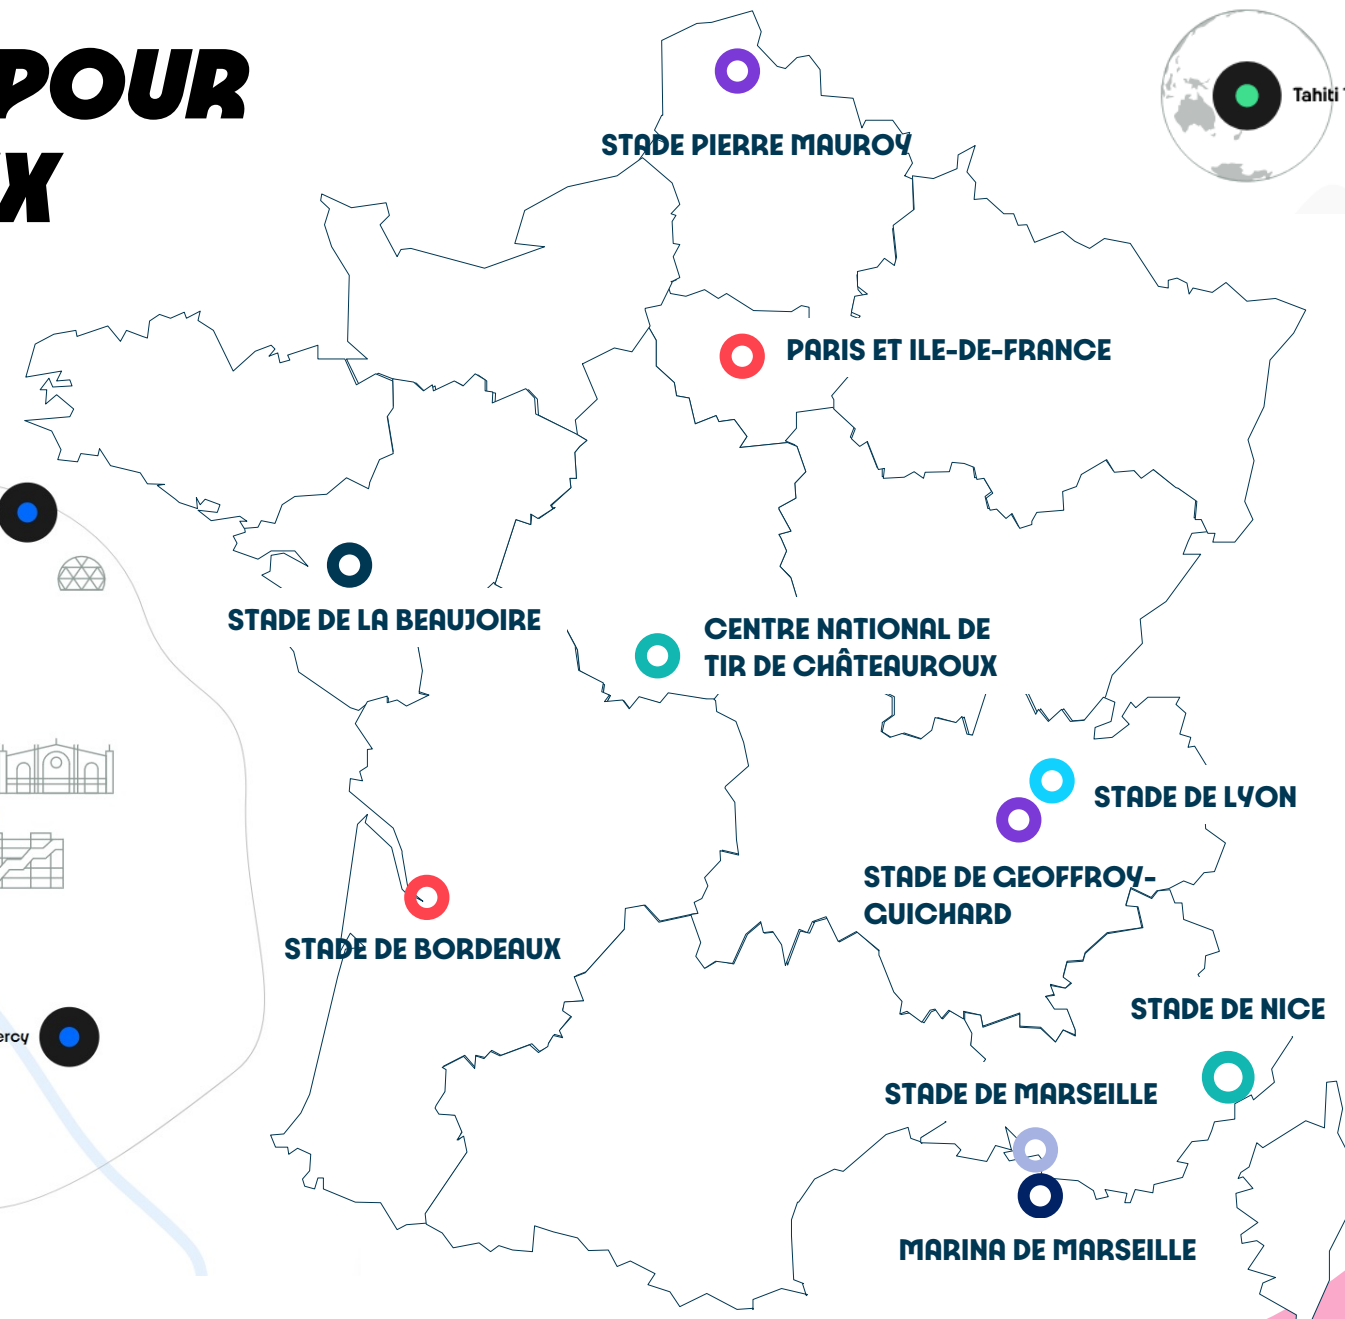 POUR
X
Tahiti
STADE PIERRE MAUROY
PARIS ET ILE-DE-FRANCE
STADE DE LA BEAUJOIRE
CENTRE NATIONAL DE
TIR DE CHÂTEAUROUX
STADE DE LYON
STADE DE GEOFFROY-
GUICHARD
STADE DE BORDEAUX
STADE DE NICE
ercy
STADE DE MARSEILLE
MARINA DE MARSEILLE